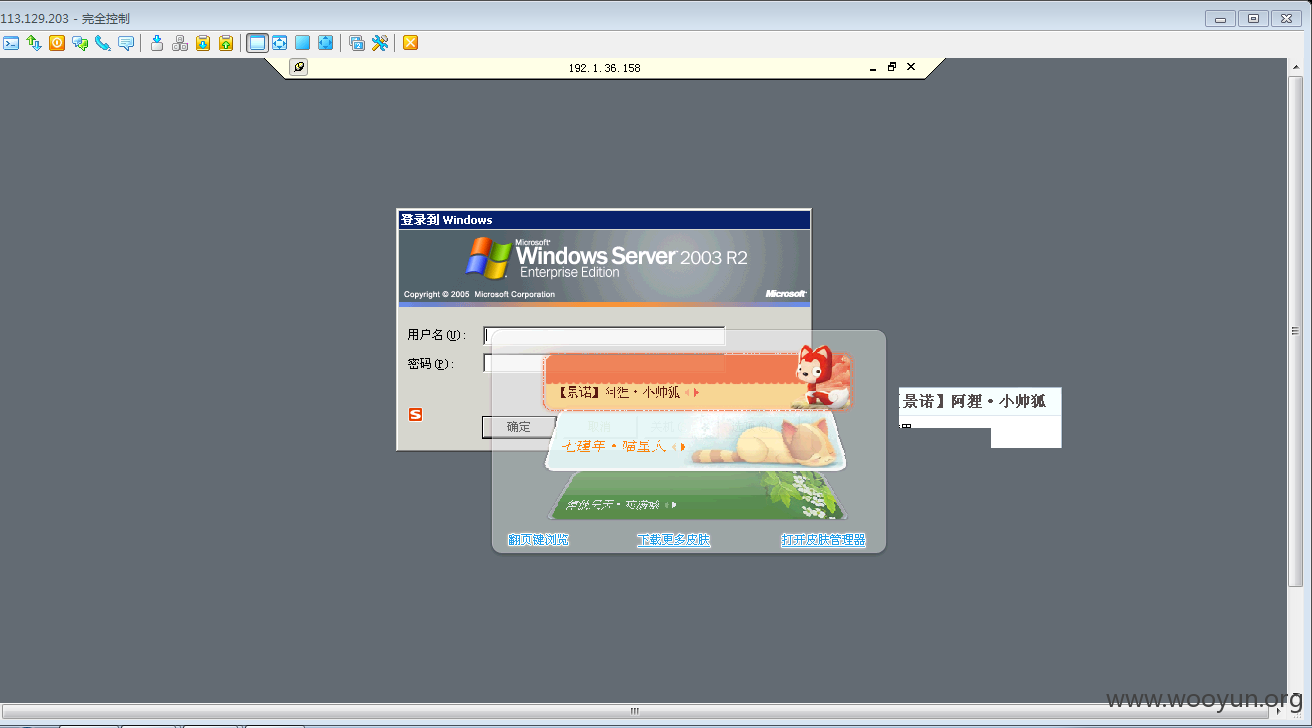 113.129.203 - 完全控制
192.1.36.158
登录到 Windows
Microsoft
Windows Server 2003 R2
Enterprise Edition
Copyright © 2005 Microsoft Corporation
Microsoft
用户名(U):
密码(P):
【景诺】阿狸·小帅狐
【景诺】阿狸·小帅狐
确定
七瑾年·喵星人
翻页键浏览
下载更多皮肤
打开皮肤管理器
www.wooyun.org